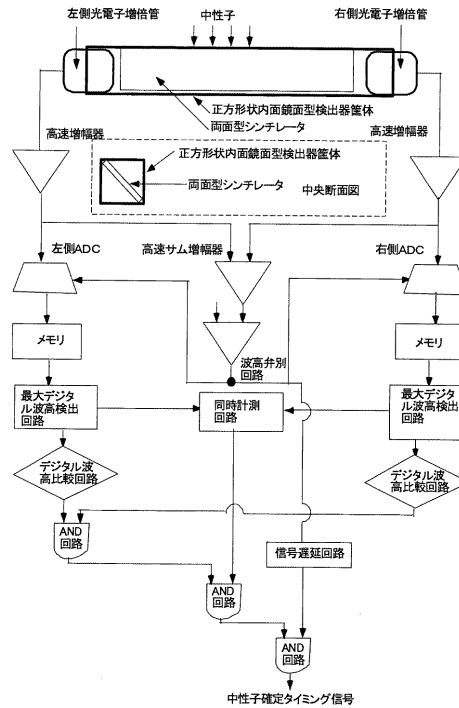 左側光電子増倍管
中性子
右側光電子増倍管
正方形状内面鏡面型検出器筐体
両面型シンチレータ
高速増幅器
高速増幅器
正方形状内面鏡面型検出器筐体
両面型シンチレータ
中央断面図
左側ADC
高速サム増幅器
右側ADC
メモリ
メモリ
波高弁別
回路
最大デジタ
ル波高検出
回路
同時計測
回路
最大デジタ
ル波高検出
回路
デジタル波
高比較回路
デジタル波
高比較回路
AND
回路
信号遅延回路
AND
回路
AND
回路
中性子確定タイミング信号